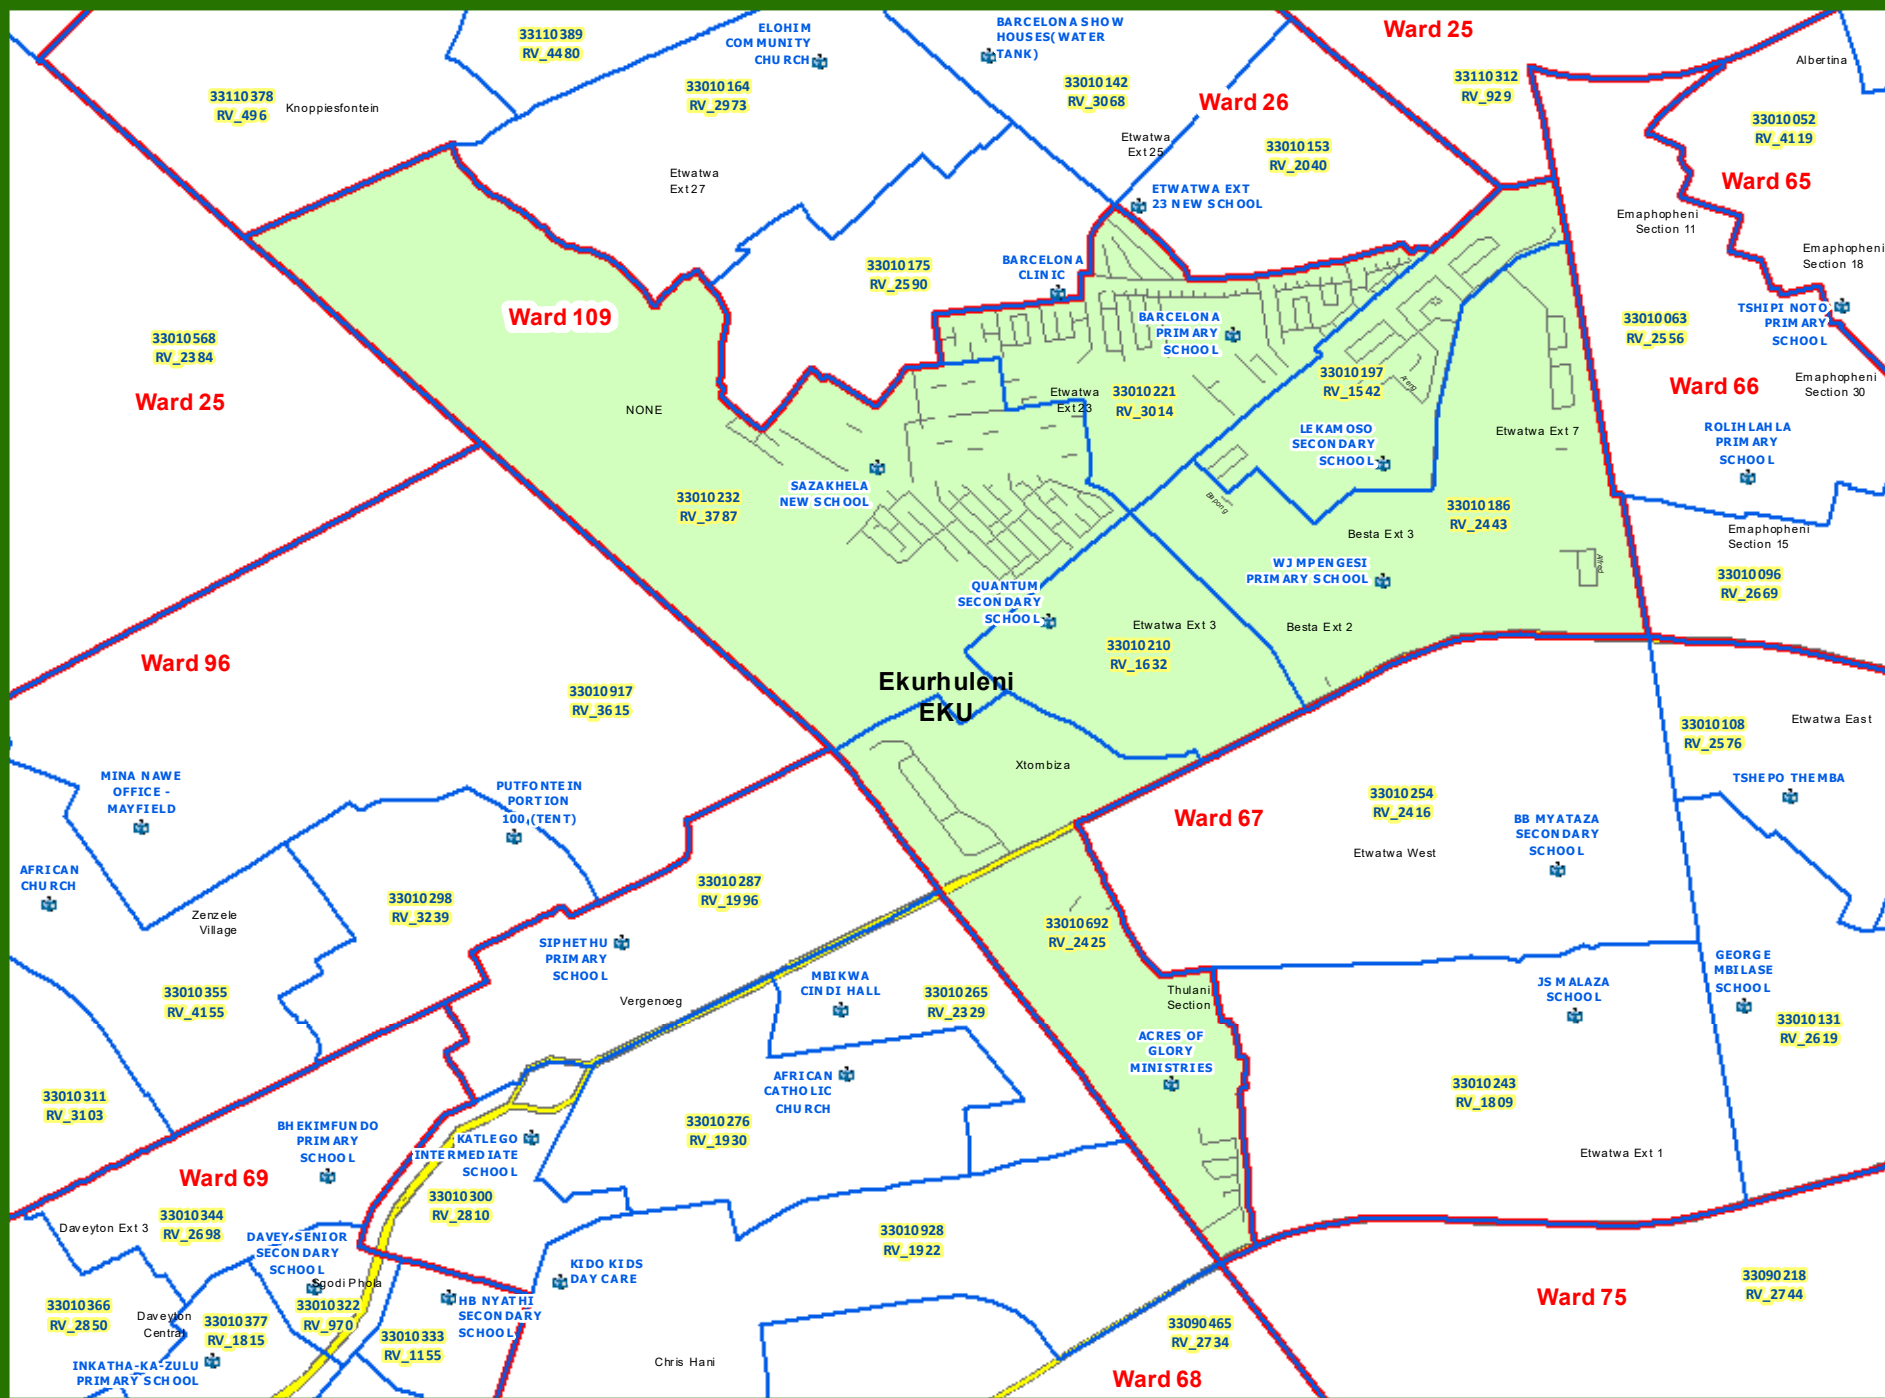 33110389
RV_4480
ELOHIM
COMMUNITY
CHURCH
BARCELONA SHOW
HOUSES(WATER
TANK)
Ward 25
Albertina
33110378
RV_496
Knoppiesfontein
33010164
RV_2973
33010142
RV_3068
Ward 26
33110312
RV_929
33010052
RV_4119
Etwatwa
Ext 25
33010153
RV_2040
Etwatwa
Ext 27
ETWATWA EXT
23 NEW SCHOOL
Ward 65
Emaphopheni
Section 11
Emaphopheni
Section 18
33010175
RV_2590
BARCELONA
CLINIC
Ward 109
BARCELONA
PRIMARY
SCHOOL
33010063
RV_2556
TSHIPI NOTO
PRIMARY
SCHOOL
33010568
RV_2384
Ward 25
NONE
Etwatwa
Ext 23
33010221
RV_3014
33010197
RV_1542
Areng
Ward 66
Emaphopheni
Section 30
LEKAMOSO
SECONDARY
SCHOOL
Etwatwa Ext 7
ROLIHLAHLA
PRIMARY
SCHOOL
SAZAKHELA
NEW SCHOOL
33010232
RV_3787
Bapong
33010186
RV_2443
Besta Ext 3
Emaphopheni
Section 15
WJ MPENGESI
PRIMARY SCHOOL
Alfred
33010096
RV_2669
QUANTUM
SECONDARY
SCHOOL
Etwatwa Ext 3
Besta Ext 2
33010210
RV_1632
Ward 96
33010917
RV_3615
Ekurhuleni
EKU
33010108
RV_2576
Etwatwa East
Xtombiza
MINA NAWE
OFFICE -
MAYFIELD
PUTFONTEIN
PORTION
100 (TENT)
TSHEPO THEMBA
33010254
RV_2416
Ward 67
BB MYATAZA
SECONDARY
SCHOOL
Etwatwa West
AFRICAN
CHURCH
33010298
RV_3239
33010287
RV_1996
Zenzele
Village
33010692
RV_2425
SIPHETHU
PRIMARY
SCHOOL
MBIKWA
CINDI HALL
GEORGE
MBILASE
SCHOOL
33010355
RV_4155
Vergenoeg
33010265
RV_2329
Thulani
Section
JS MALAZA
SCHOOL
33010131
RV_2619
ACRES OF
GLORY
MINISTRIES
AFRICAN
CATHOLIC
CHURCH
33010311
RV_3103
33010243
RV_1809
BHEKIMFUNDO
PRIMARY
SCHOOL
KATLEGO
INTERMEDIATE
SCHOOL
33010276
RV_1930
Etwatwa Ext 1
Ward 69
33010300
RV_2810
Daveyton Ext 3
33010344
RV_2698
DAVEY SENIOR
SECONDARY
SCHOOL
33010928
RV_1922
KIDO KIDS
DAY CARE
Sgodi Phola
33010366
RV_2850
Daveyton
Central
33010377
RV_1815
33010322
RV_970
HB NYATHI
SECONDARY
SCHOOL
33010333
RV_1155
33090218
RV_2744
Ward 75
33090465
RV_2734
INKATHA-KA-ZULU
PRIMARY SCHOOL
Chris Hani
Ward 68